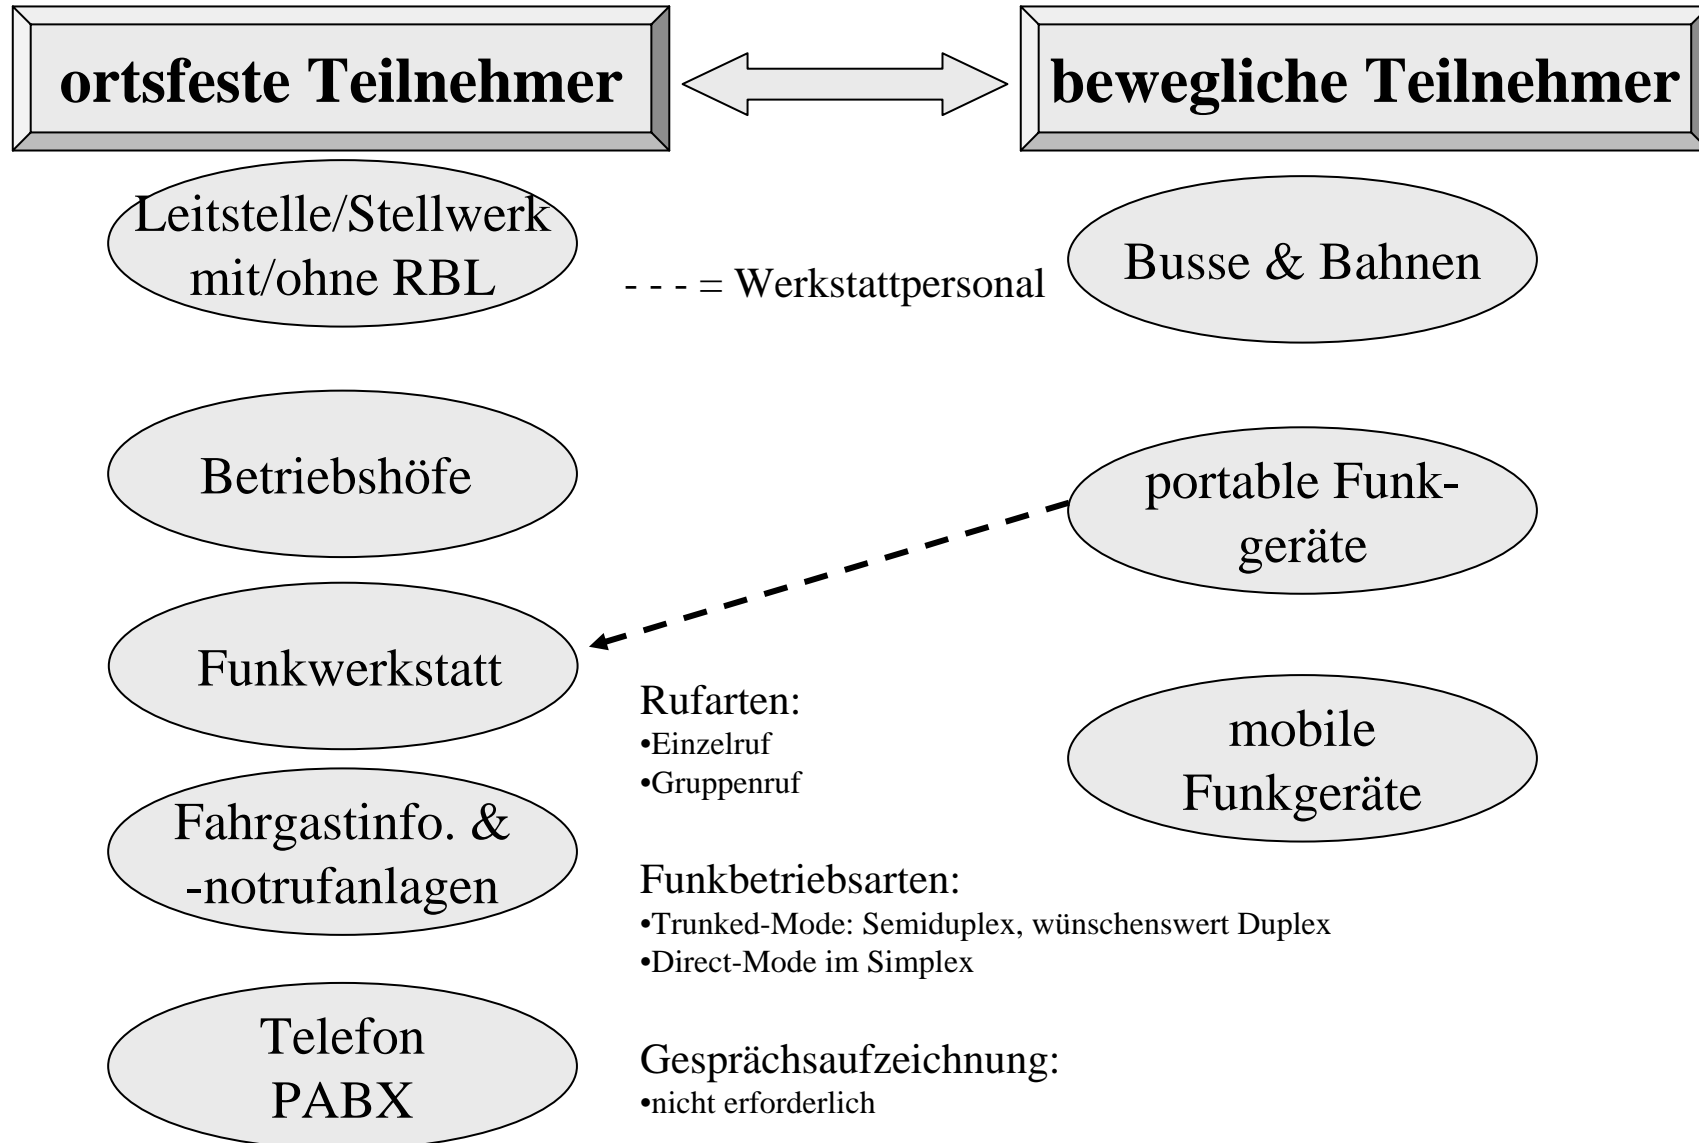 ortsfeste Teilnehmer
bewegliche Teilnehmer
Leitstelle/Stellwerk
mit/ohne RBL
- - - = Werkstattpersonal
Busse & Bahnen
Betriebshöfe
portable Funk-
geräte
Funkwerkstatt
mobile
Funkgeräte
Fahrgastinfo. &
-notrufanlagen
Telefon
PABX
Rufarten:
•Einzelruf
•Gruppenruf
Funkbetriebsarten:
•Trunked-Mode: Semiduplex, wünschenswert Duplex
•Direct-Mode im Simplex
Gesprächsaufzeichnung:
•nicht erforderlich